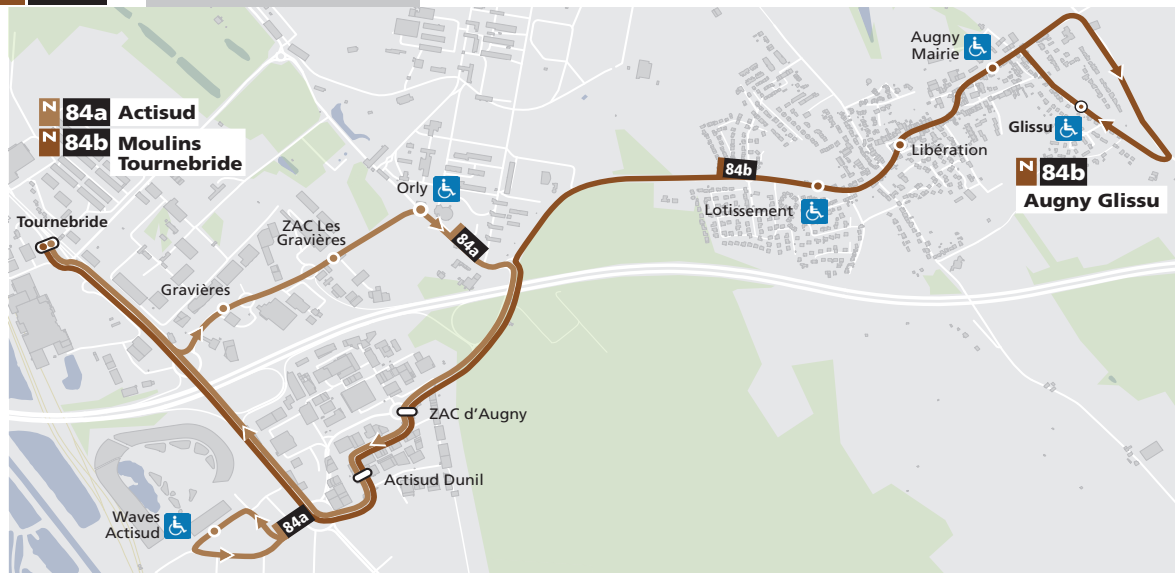 N 84a Actisud
N 84b Moulins
Tournebride
Tournebride
Gravières
ZAC Les
Gravières
Orly
84a
84b
Lotissement
Libération
Augny
Mairie
Glissu
N 84b
Augny Glissu
ZAC d'Augny
Actisud Dunil
84a
Waves
Actisud